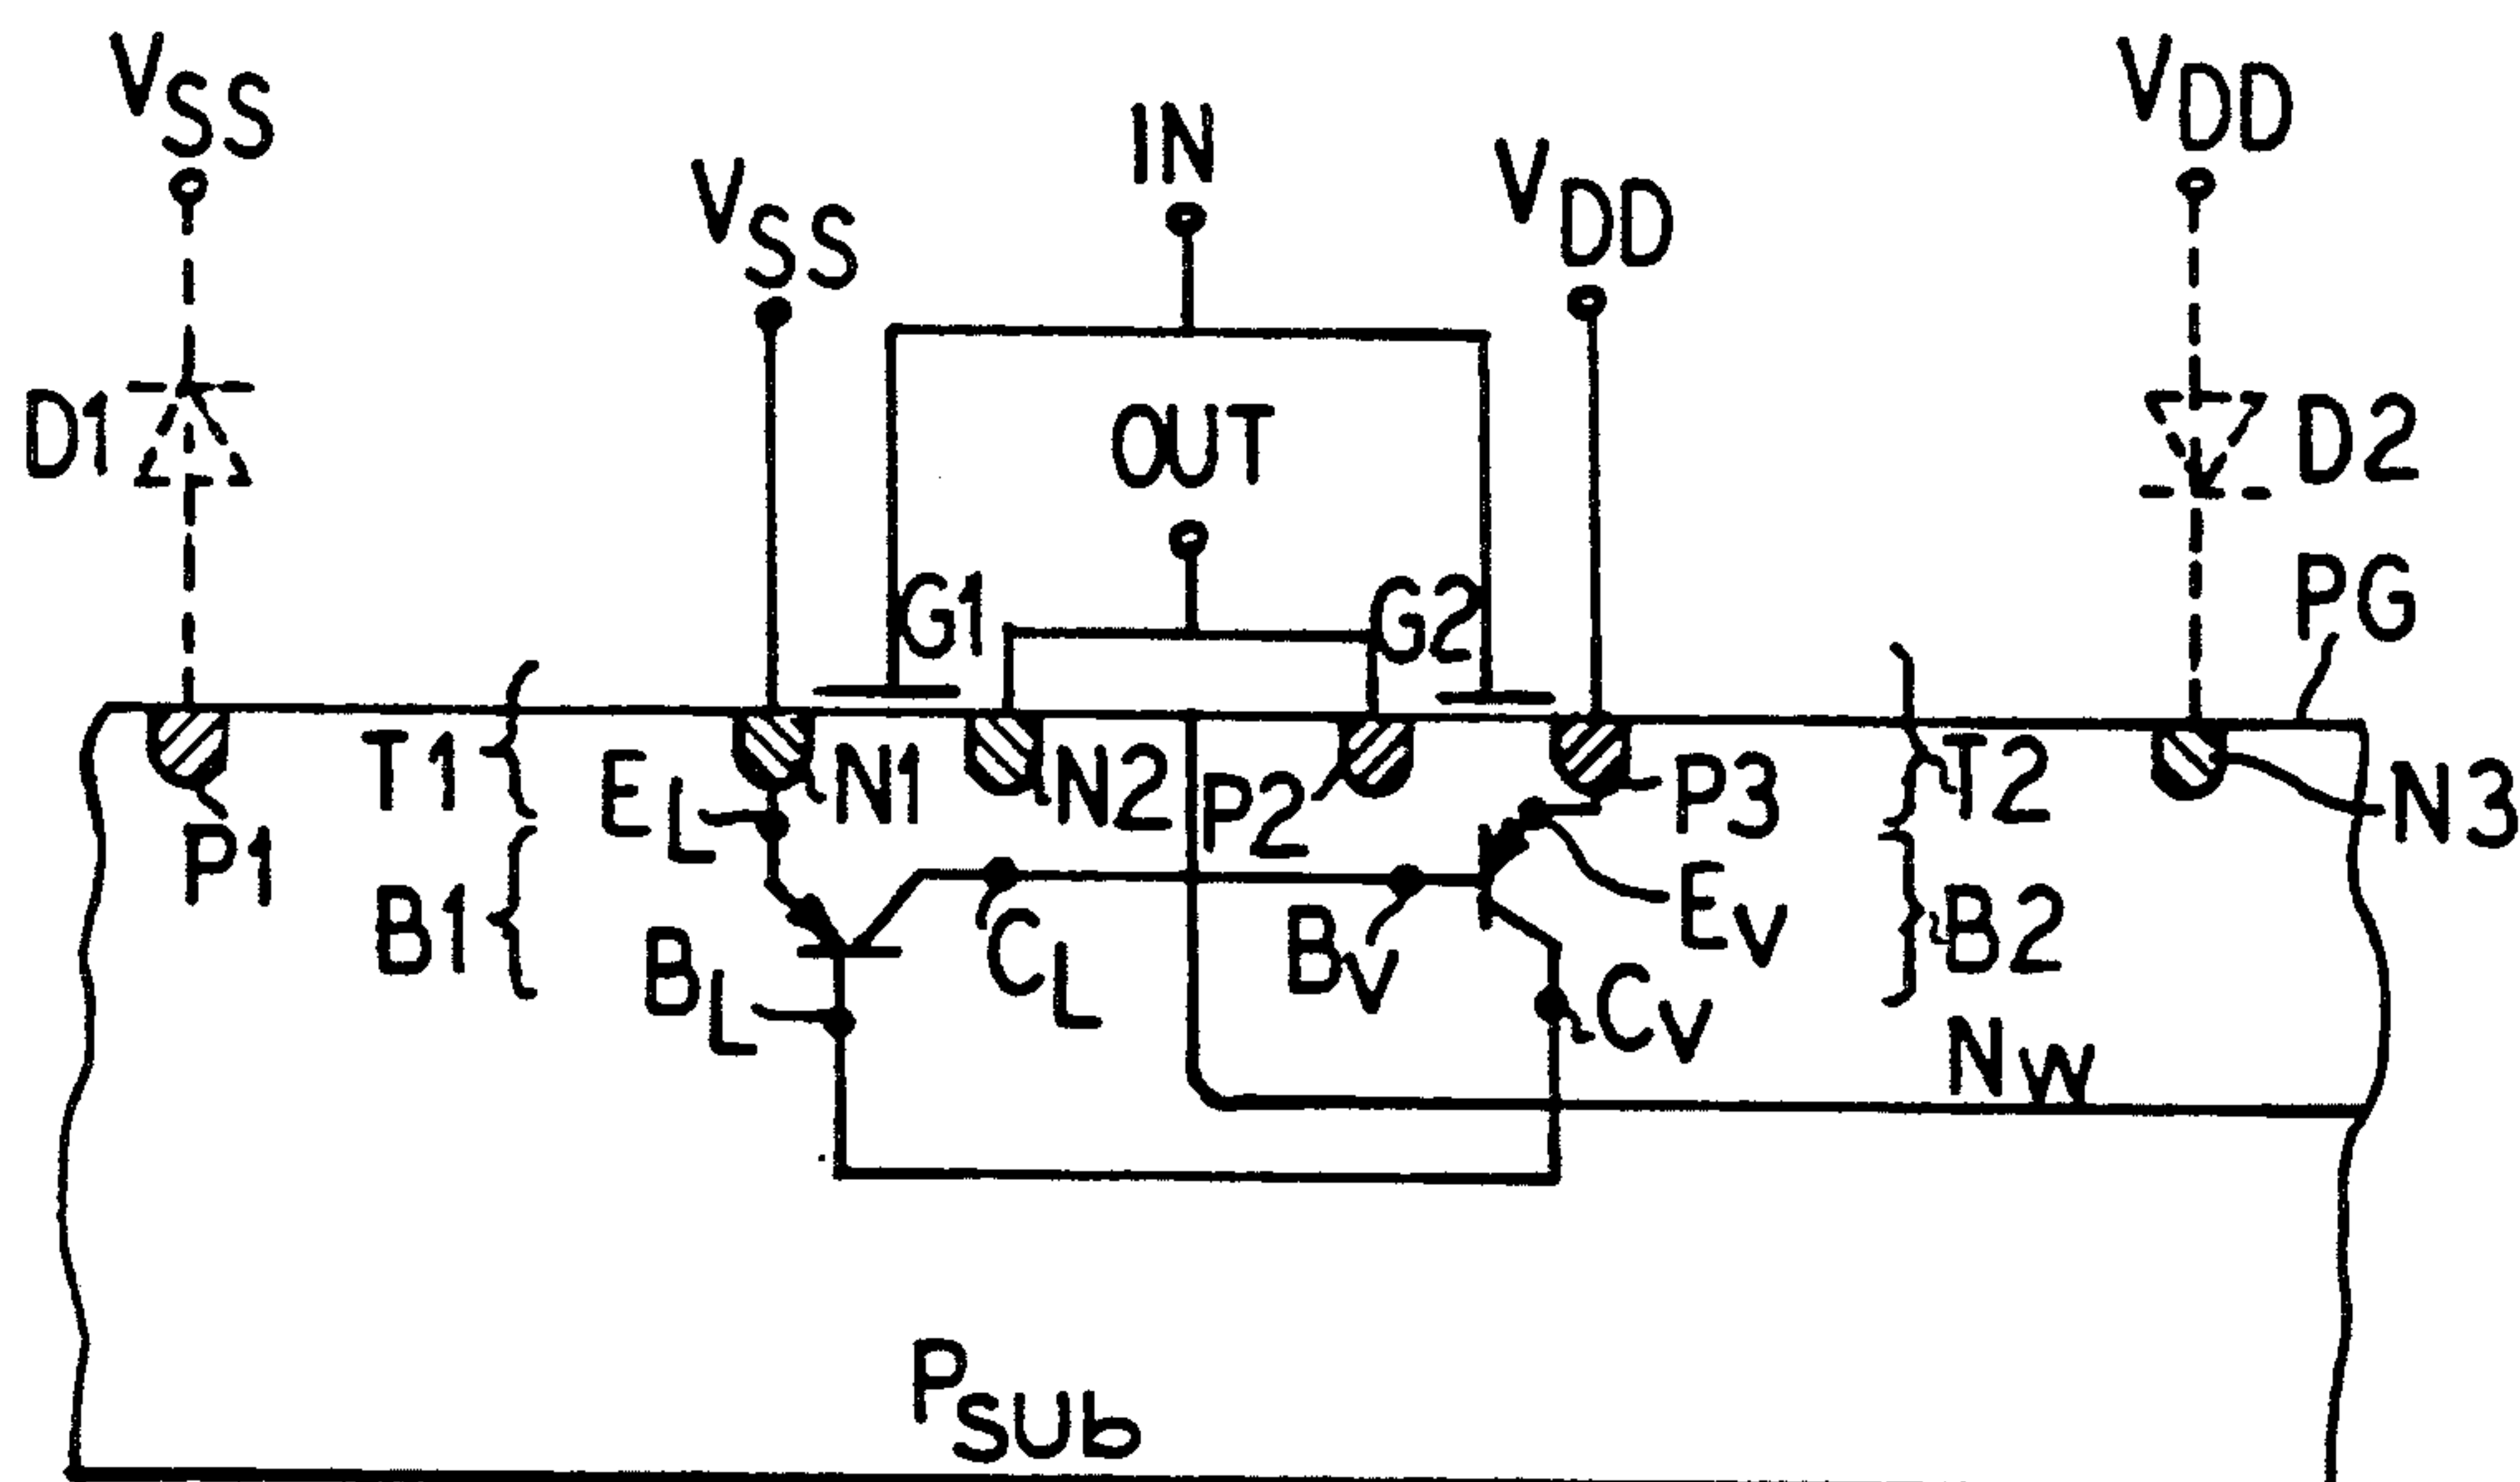 VSS
VDD
IN
VSS
VDD
D1
OUT
D2
G1
G2
PG
T1
EL
N1
N2
P2
P3
T2
N3
P1
B1
BL
CL
BV
EV
B2
CV
NW
PSUb